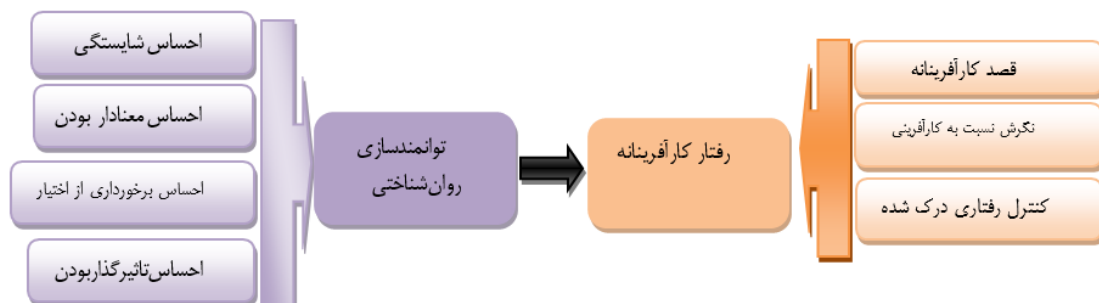 احساس شایستگی
احساس معنادار بودن
احساس برخورداری از اختیار
احساس‌تاثیرگذاربودن
توانمندسازی
روان‌شناختی
رفتار کارآفرینانه
قصد کارآفرینانه
نگرش نسبت به کارآفرینی
کنترل رفتاری درک شده